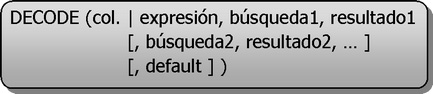 DECODE (col. | expresión, búsqueda1, resultado1
[, búsqueda2, resultado2, … ]
[, default ] )